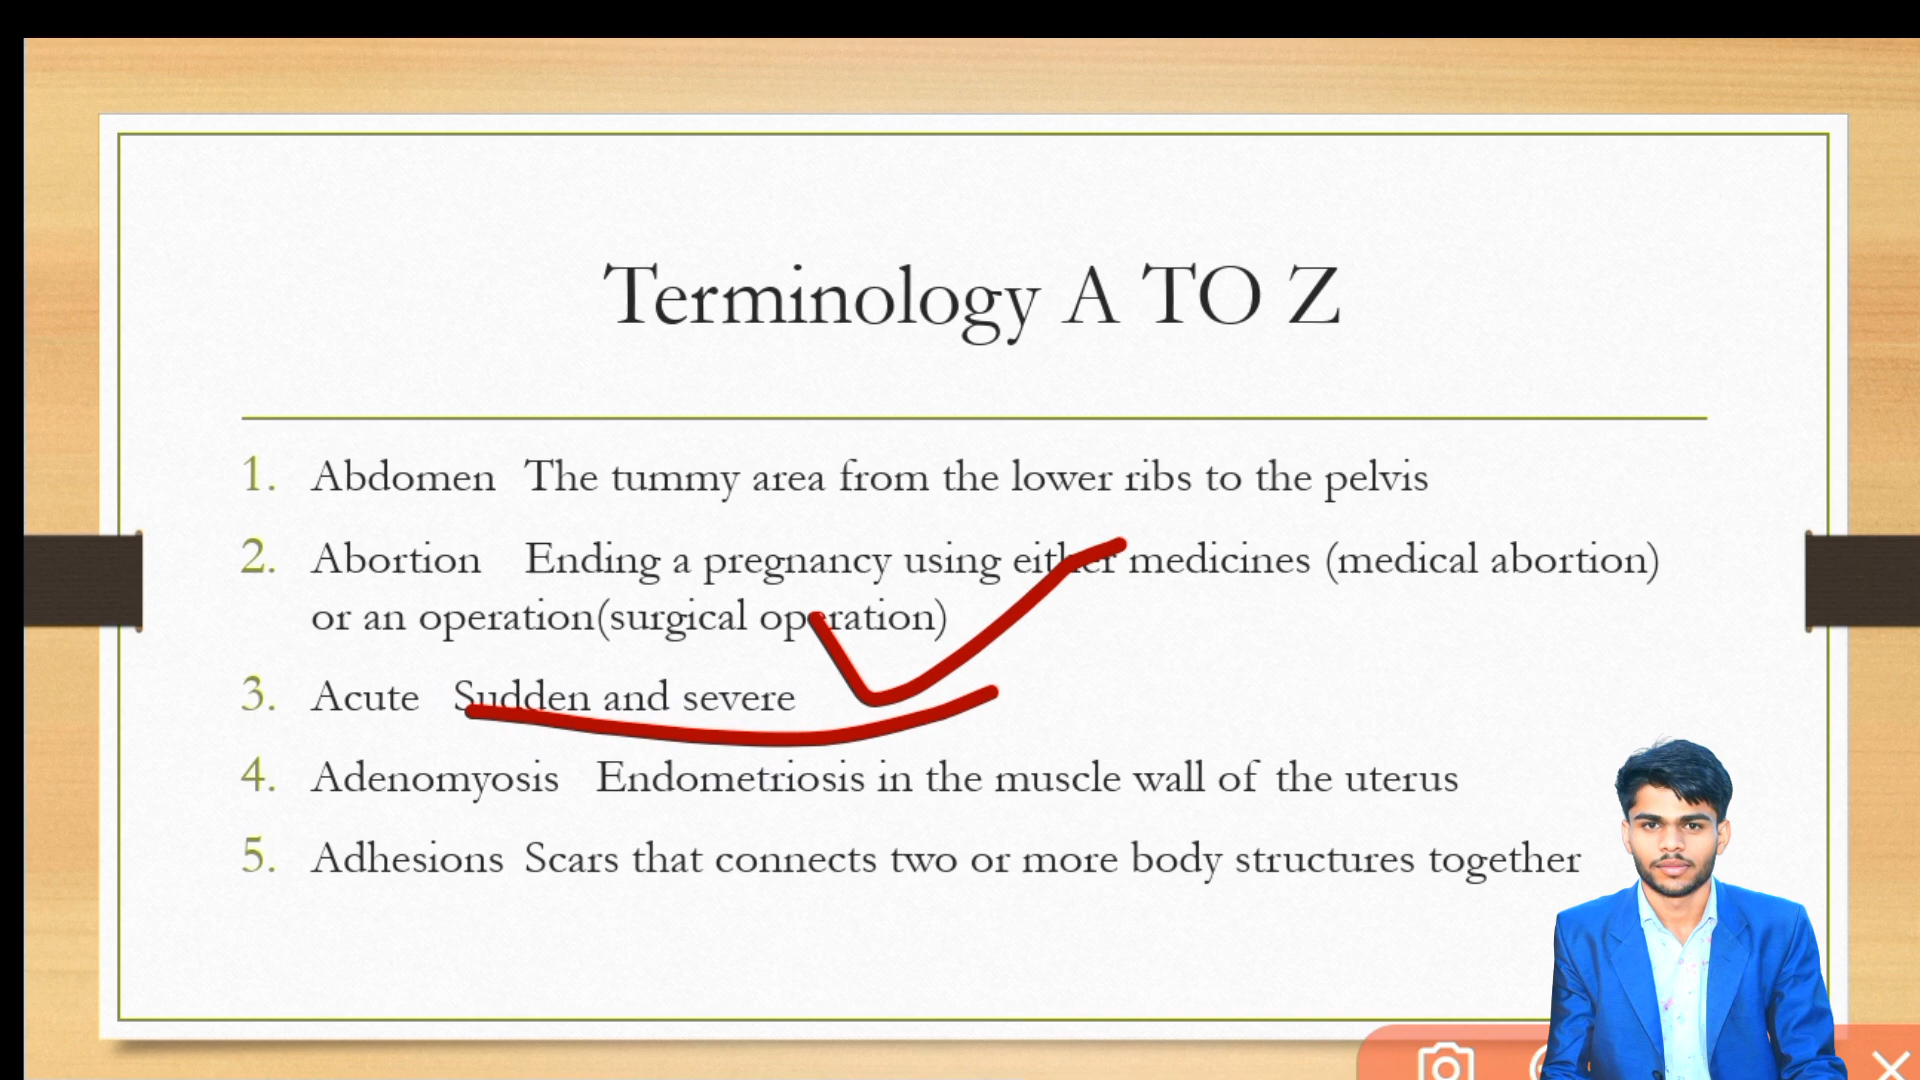 Terminology A TO Z
1. Abdomen The tummy area from the lower ribs to the pelvis
2. Abortion Ending a pregnancy using either medicines (medical abortion)
or an operation(surgical operation)
3. Acute Sudden and severe
4. Adenomyosis Endometriosis in the muscle wall of the uterus
5. Adhesions Scars that connects two or more body structures together